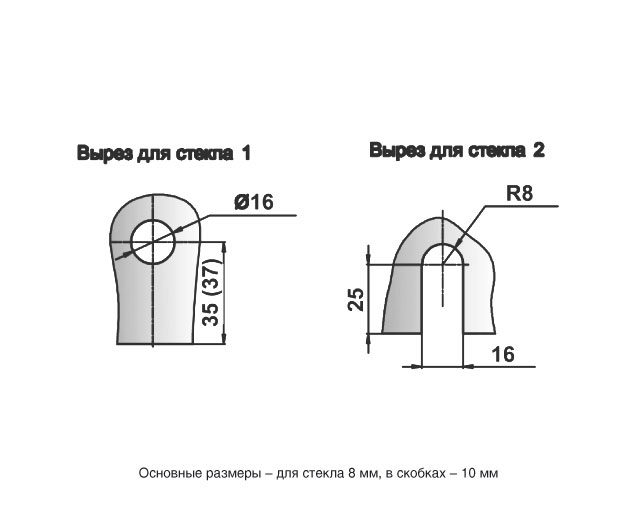 Вырез для стекла 1
Вырез для стекла 2
Ø16
R8
35 (37)
25
16
Основные размеры – для стекла 8 мм, в скобках – 10 мм